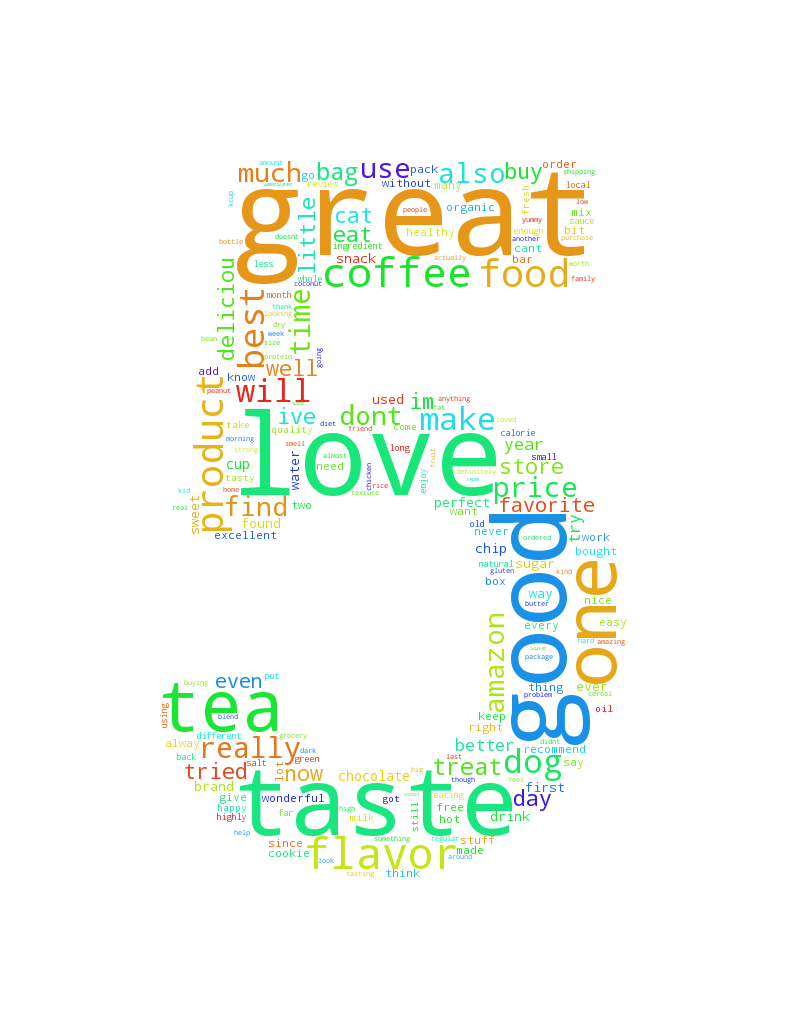 amount
much
go
bag
use
pack
also
buy
order
shipping
awesome
review
without
many
fresh
local
kcup
great
little
cat
people
organic
yummy
low
mix
sauce
bottle
doesnt
eat
healthy
enough
bit
ingredient
another
purchase
less
snack
actually
cant
bar
worth
whole
coconut
coffee
food
family
deliciou
best
month
time
thank
looking
dry
week
size
bean
protein
going
well
add
know
will
peanut
product
used
im
anything
fat
ive
dont
make
loved
take
quality
diet
friend
come
calorie
morning
love
year
strong
smell
long
small
cup
need
almost
store
tasty
water
chicken
enjoy
fruit
definitely
kid
home
rice
price
real
sweet
find
two
texture
perfect
favorite
found
want
excellent
old
never
good
ordered
try
work
chip
bought
natural
sugar
gluten
kind
box
way
one
nice
butter
every
easy
amazon
hard
amazing
sure
package
buying
even
put
thing
ever
problem
cereal
tea
blend
keep
oil
using
right
different
grocery
didnt
alway
really
dark
better
recommend
back
salt
green
last
dog
say
tried
lot
now
chocolate
big
treat
though
feel
brand
first
give
wonderful
got
eating
day
happy
high
free
highly
far
milk
still
hot
drink
help
taste
since
something
regular
stuff
cookie
flavor
made
look
around
tasting
think